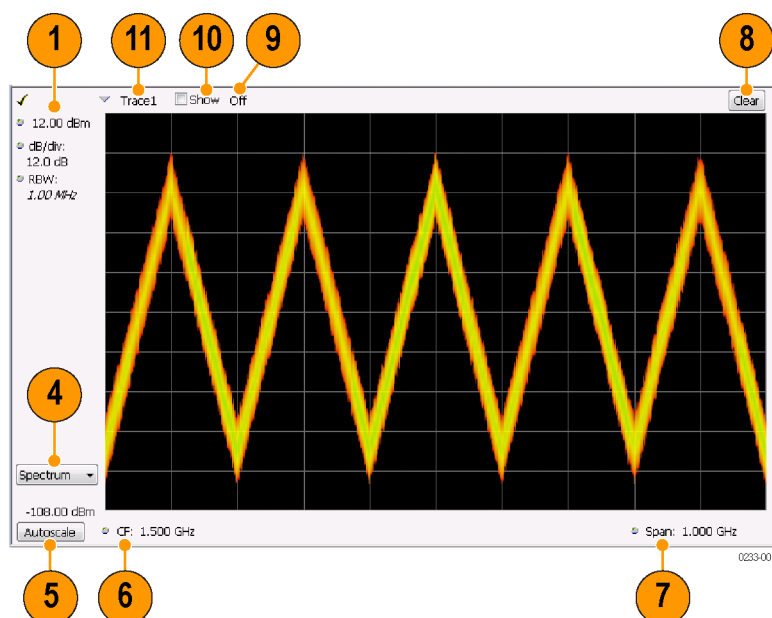 1 11 10 9 8
Trace1 Show Off Clear
12.00 dBm
dB/div:
12.0 dB
RBW:
1.00 MHz
4
Spectrum
-108.00 dBm
Autoscale CF: 1.500 GHz Span: 1.000 GHz
0233-00
5 6 7